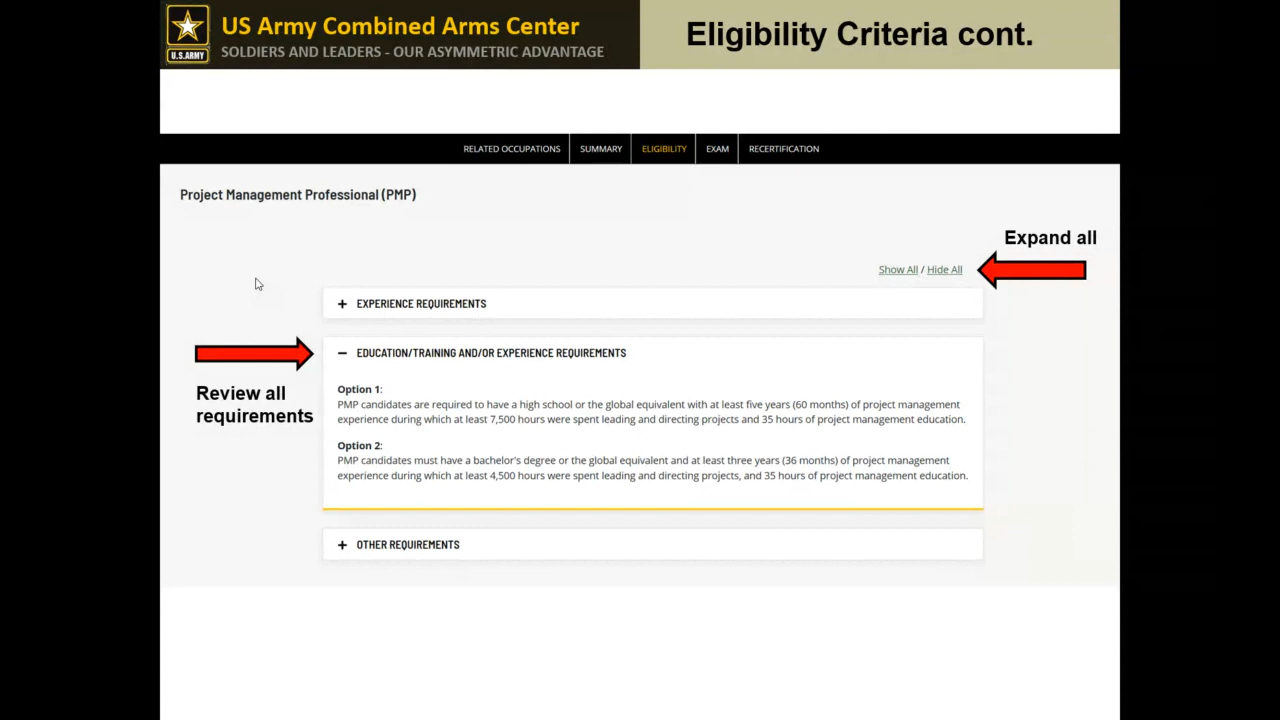 US Army Combined Arms Center
SOLDIERS AND LEADERS - OUR ASYMMETRIC ADVANTAGE
U.S.ARMY
Eligibility Criteria cont.
RELATED OCCUPATIONS
SUMMARY
ELIGIBILITY
EXAM
RECERTIFICATION
Project Management Professional (PMP)
Expand all
Show All / Hide All
+ EXPERIENCE REQUIREMENTS
− EDUCATION/TRAINING AND/OR EXPERIENCE REQUIREMENTS
Review all
requirements
Option 1:
PMP candidates are required to have a high school or the global equivalent with at least five years (60 months) of project management
experience during which at least 7,500 hours were spent leading and directing projects and 35 hours of project management education.
Option 2:
PMP candidates must have a bachelor's degree or the global equivalent and at least three years (36 months) of project management
experience during which at least 4,500 hours were spent leading and directing projects, and 35 hours of project management education.
+ OTHER REQUIREMENTS